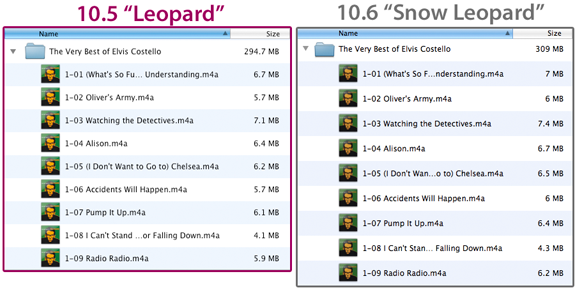 10.5 “Leopard”
Name Size
The Very Best of Elvis Costello 294.7 MB
1-01 (What's So Fu... Understanding.m4a 6.7 MB
1-02 Oliver's Army.m4a 5.7 MB
1-03 Watching the Detectives.m4a 7.1 MB
1-04 Alison.m4a 6.4 MB
1-05 (I Don't Want to Go to) Chelsea.m4a 6.2 MB
1-06 Accidents Will Happen.m4a 5.7 MB
1-07 Pump It Up.m4a 6.1 MB
1-08 I Can't Stand ...or Falling Down.m4a 4.1 MB
1-09 Radio Radio.m4a 5.9 MB
10.6 “Snow Leopard”
Name Size
The Very Best of Elvis Costello 309 MB
1-01 (What's So F...nderstanding.m4a 7 MB
1-02 Oliver's Army.m4a 6 MB
1-03 Watching the Detectives.m4a 7.4 MB
1-04 Alison.m4a 6.7 MB
1-05 (I Don't Wan...o to) Chelsea.m4a 6.5 MB
1-06 Accidents Will Happen.m4a 6 MB
1-07 Pump It Up.m4a 6.4 MB
1-08 I Can't Stan... Falling Down.m4a 4.3 MB
1-09 Radio Radio.m4a 6.2 MB